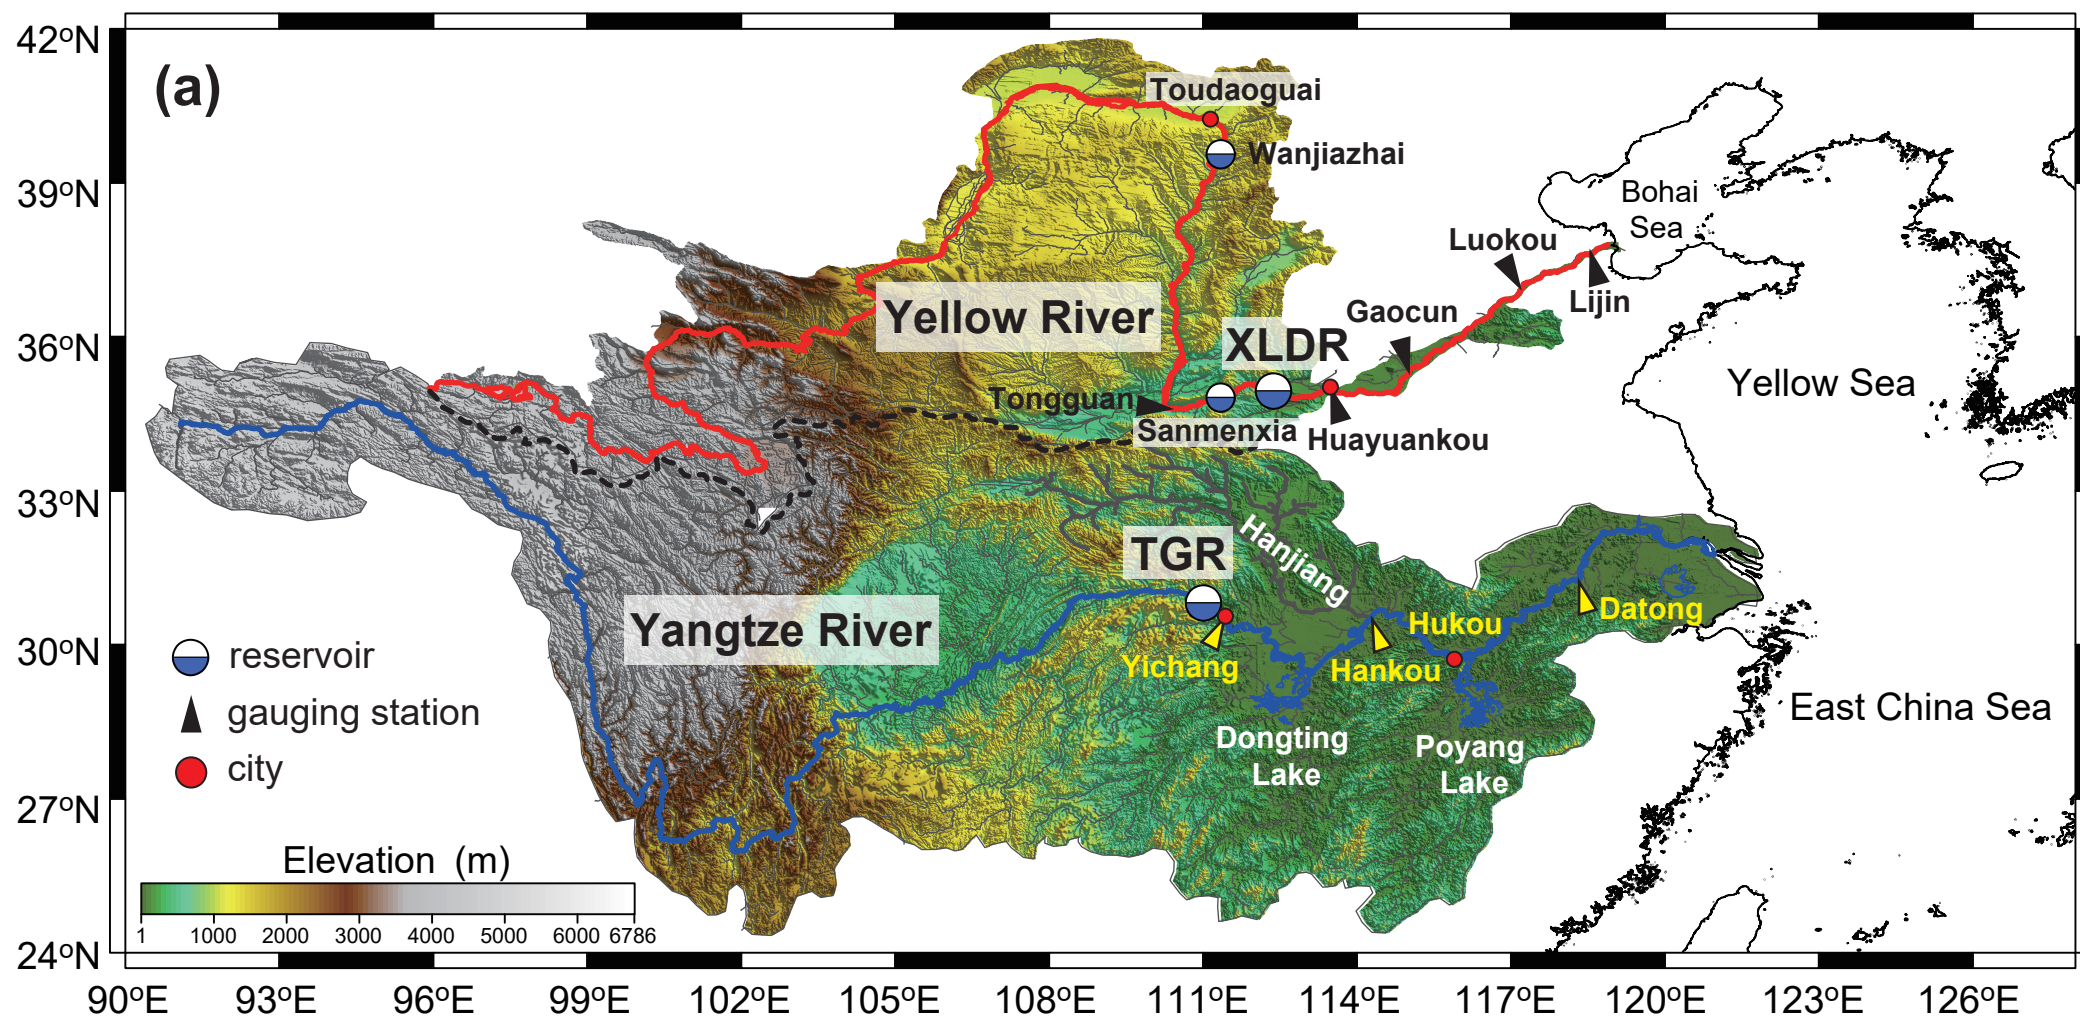 (a)
42°N
39°N
36°N
33°N
30°N
27°N
24°N
90°E
93°E
96°E
99°E
102°E
105°E
108°E
111°E
114°E
117°E
120°E
123°E
126°E
Toudaoguai
Wanjiazhai
Bohai
Sea
Luokou
Lijin
Gaocun
Yellow River
XLDR
Yellow Sea
Tongguan
Sanmenxia
Huayuankou
TGR
Hanjiang
Yangtze River
Yichang
Hankou
Hukou
Datong
Dongting
Lake
Poyang
Lake
East China Sea
reservoir
gauging station
city
Elevation (m)
1
1000
2000
3000
4000
5000
6000
6786